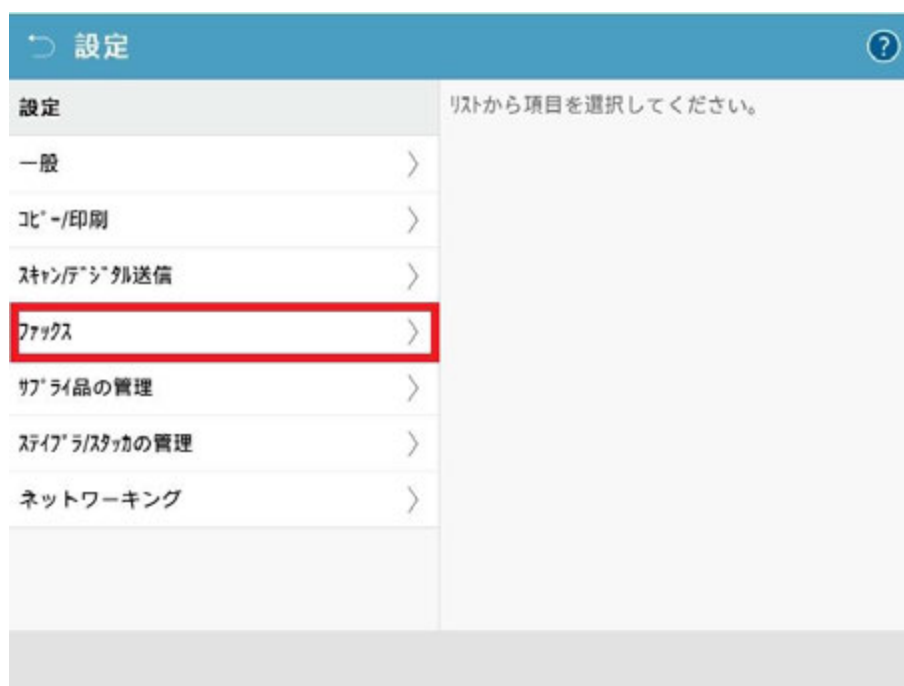 設定
?
設定
リストから項目を選択してください。
一般
コピー/印刷
スキャン/デジタル送信
ファックス
サプライ品の管理
ステイプラ/スタッカの管理
ネットワーキング